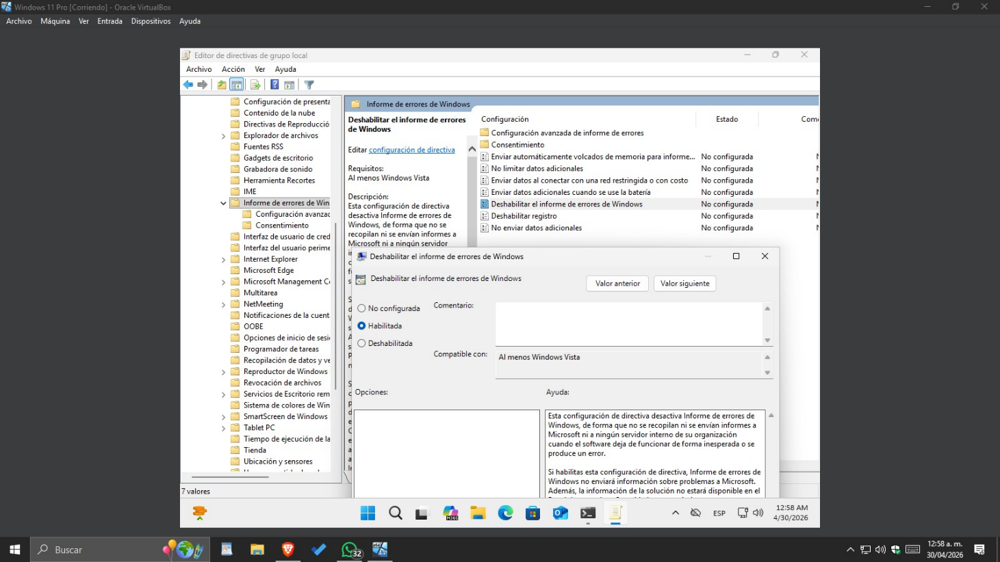 Windows 11 Pro [Corriendo] - Oracle VirtualBox
Archivo Máquina Ver Entrada Dispositivos Ayuda
Editor de directivas de grupo local
Archivo Acción Ver Ayuda
Configuración de presenta
Contenido de la nube
Directivas de Reproducció
Explorador de archivos
Fuentes RSS
Gadgets de escritorio
Grabadora de sonido
Herramienta Recortes
IME
Informe de errores de Win
Configuración avanzad
Consentimiento
Interfaz de usuario de cred
Interfaz del usuario perime
Internet Explorer
Microsoft Edge
Microsoft Management Co
Multitarea
NetMeeting
Notificaciones de la cuent
OOBE
Opciones de inicio de sesi
Programador de tareas
Recopilación de datos y ve
Reproductor de Windows
Revocación de archivos
Servicios de Escritorio rem
Sistema de colores de Win
SmartScreen de Windows
Tablet PC
Tiempo de ejecución de la
Tienda
Ubicación y sensores
7 valores
Informe de errores de Windows
Deshabilitar el informe de errores
de Windows
Editar configuración de directiva
Requisitos:
Al menos Windows Vista
Descripción:
Esta configuración de directiva
desactiva Informe de errores de
Windows, de forma que no se
recopilan ni se envían informes a
Microsoft ni a ningún servidor
Configuración Estado Come
Configuración avanzada de informe de errores
Consentimiento
Enviar automáticamente volcados de memoria para informe... No configurada
No limitar datos adicionales No configurada
Enviar datos al conectar con una red restringida o con costo No configurada
Enviar datos adicionales cuando se use la batería No configurada
Deshabilitar el informe de errores de Windows No configurada
Deshabilitar registro No configurada
No enviar datos adicionales No configurada
Deshabilitar el informe de errores de Windows
Deshabilitar el informe de errores de Windows
Valor anterior Valor siguiente
No configurada
Habilitada
Deshabilitada
Comentario:
Compatible con: Al menos Windows Vista
Opciones: Ayuda:
Esta configuración de directiva desactiva Informe de errores de
Windows, de forma que no se recopilan ni se envían informes a
Microsoft ni a ningún servidor interno de su organización
cuando el software deja de funcionar de forma inesperada o se
produce un error.
Si habilitas esta configuración de directiva, Informe de errores de
Windows no enviará información sobre problemas a Microsoft.
Además, la información de la solución no estará disponible en el
M365
ESP
12:58 AM
4/30/2026
Buscar
32
12:58 a. m.
30/04/2026